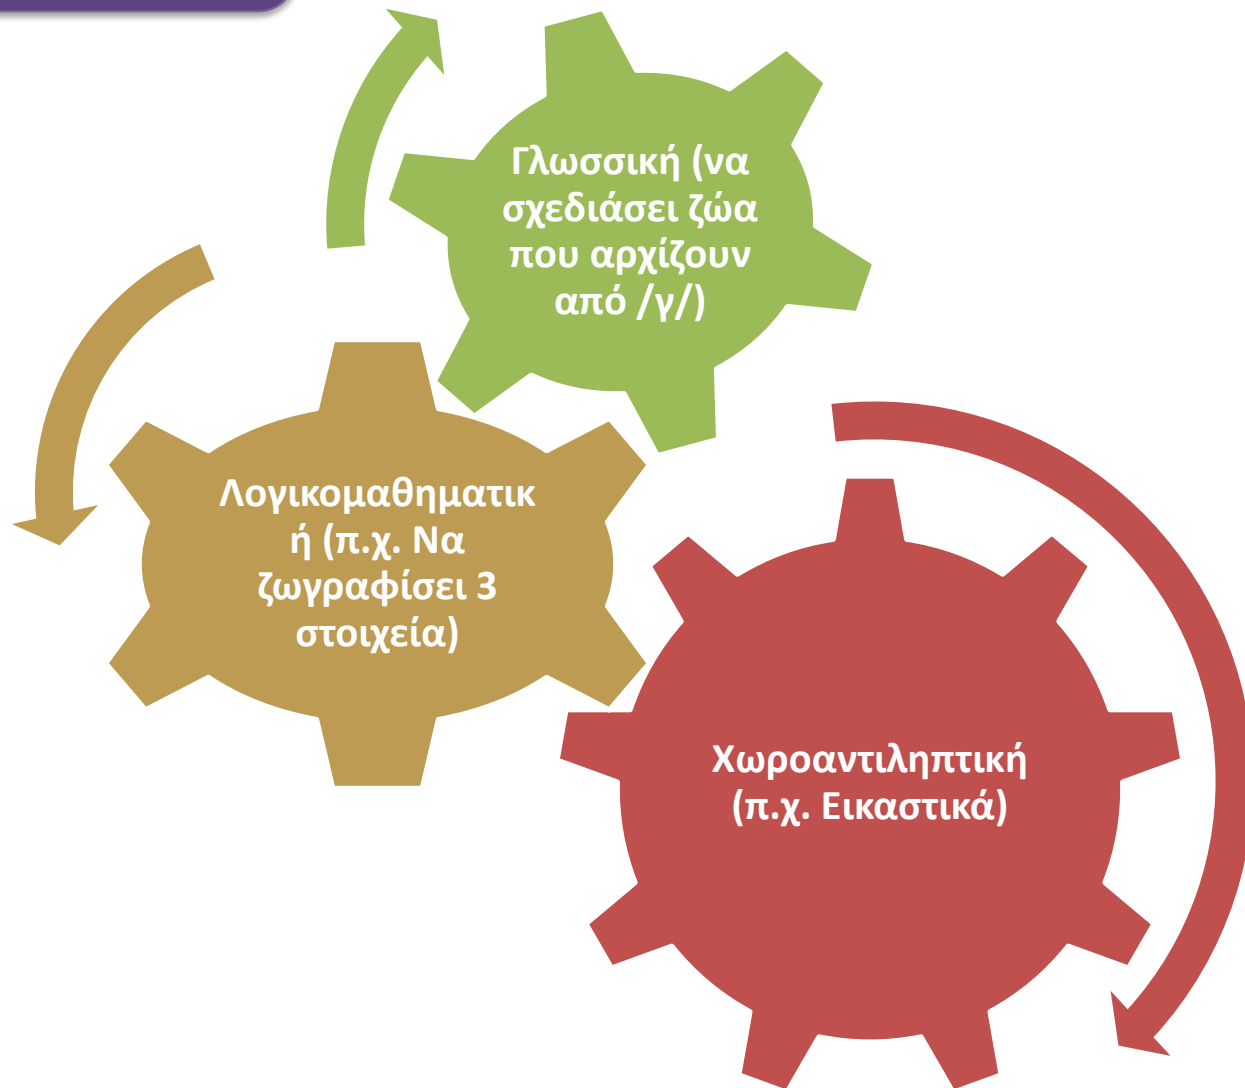 Γλωσσική (να
σχεδιάσει ζώα
που αρχίζουν
από /γ/)
Λογικομαθηματικ
ή (π.χ. Να
ζωγραφίσει 3
στοιχεία)
Χωροαντιληπτική
(π.χ. Εικαστικά)